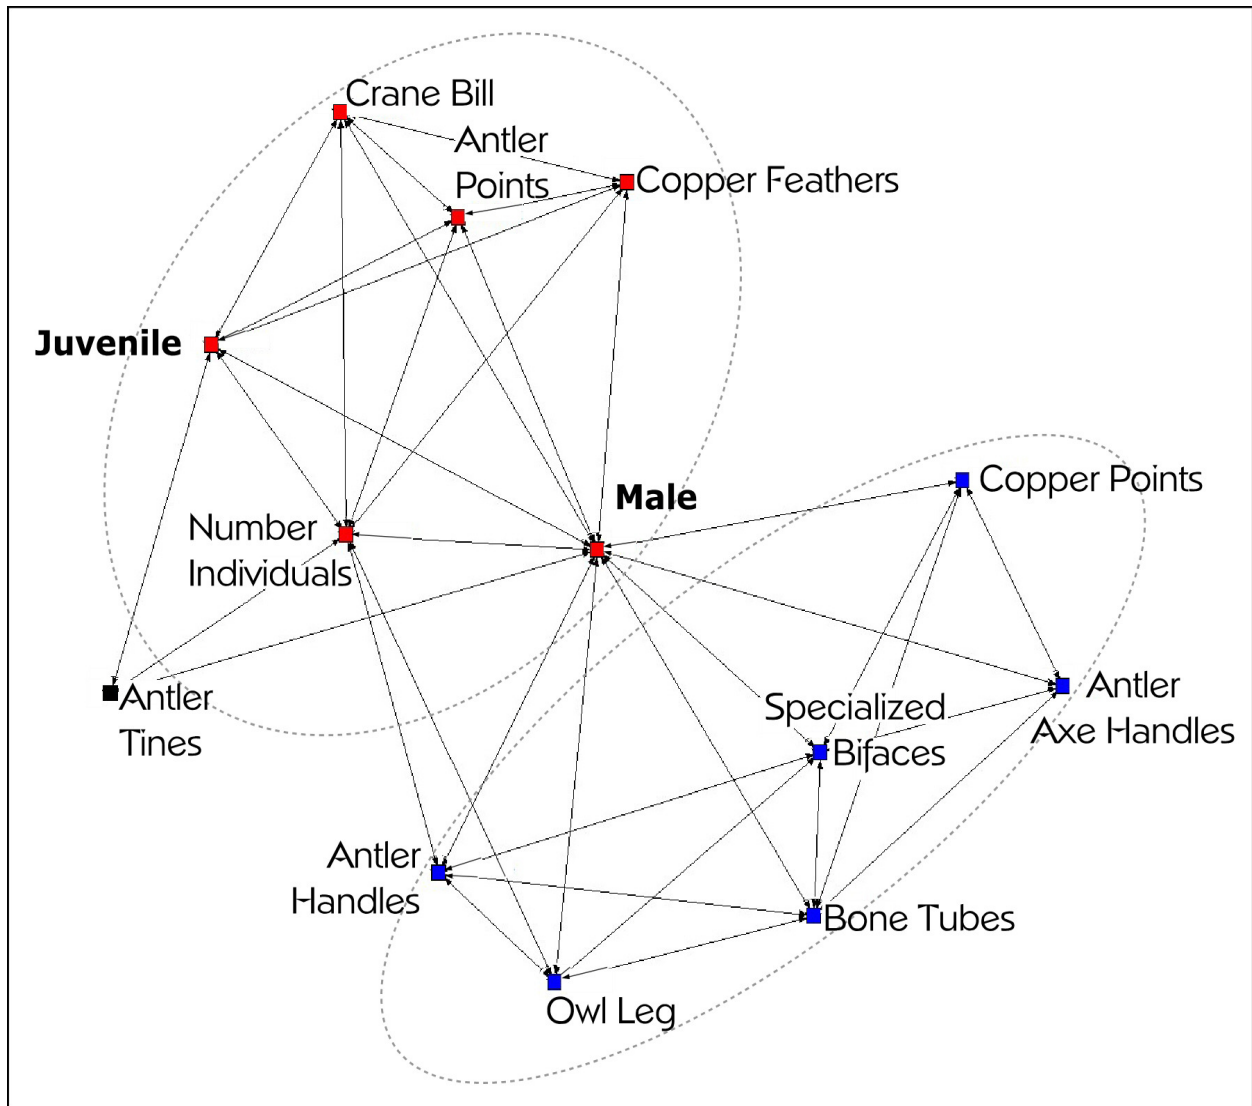 Crane Bill
Antler
Points
Copper Feathers
Juvenile
Male
Copper Points
Number
Individuals
Antler
Tines
Antler
Axe Handles
Specialized
Bifaces
Antler
Handles
Bone Tubes
Owl Leg